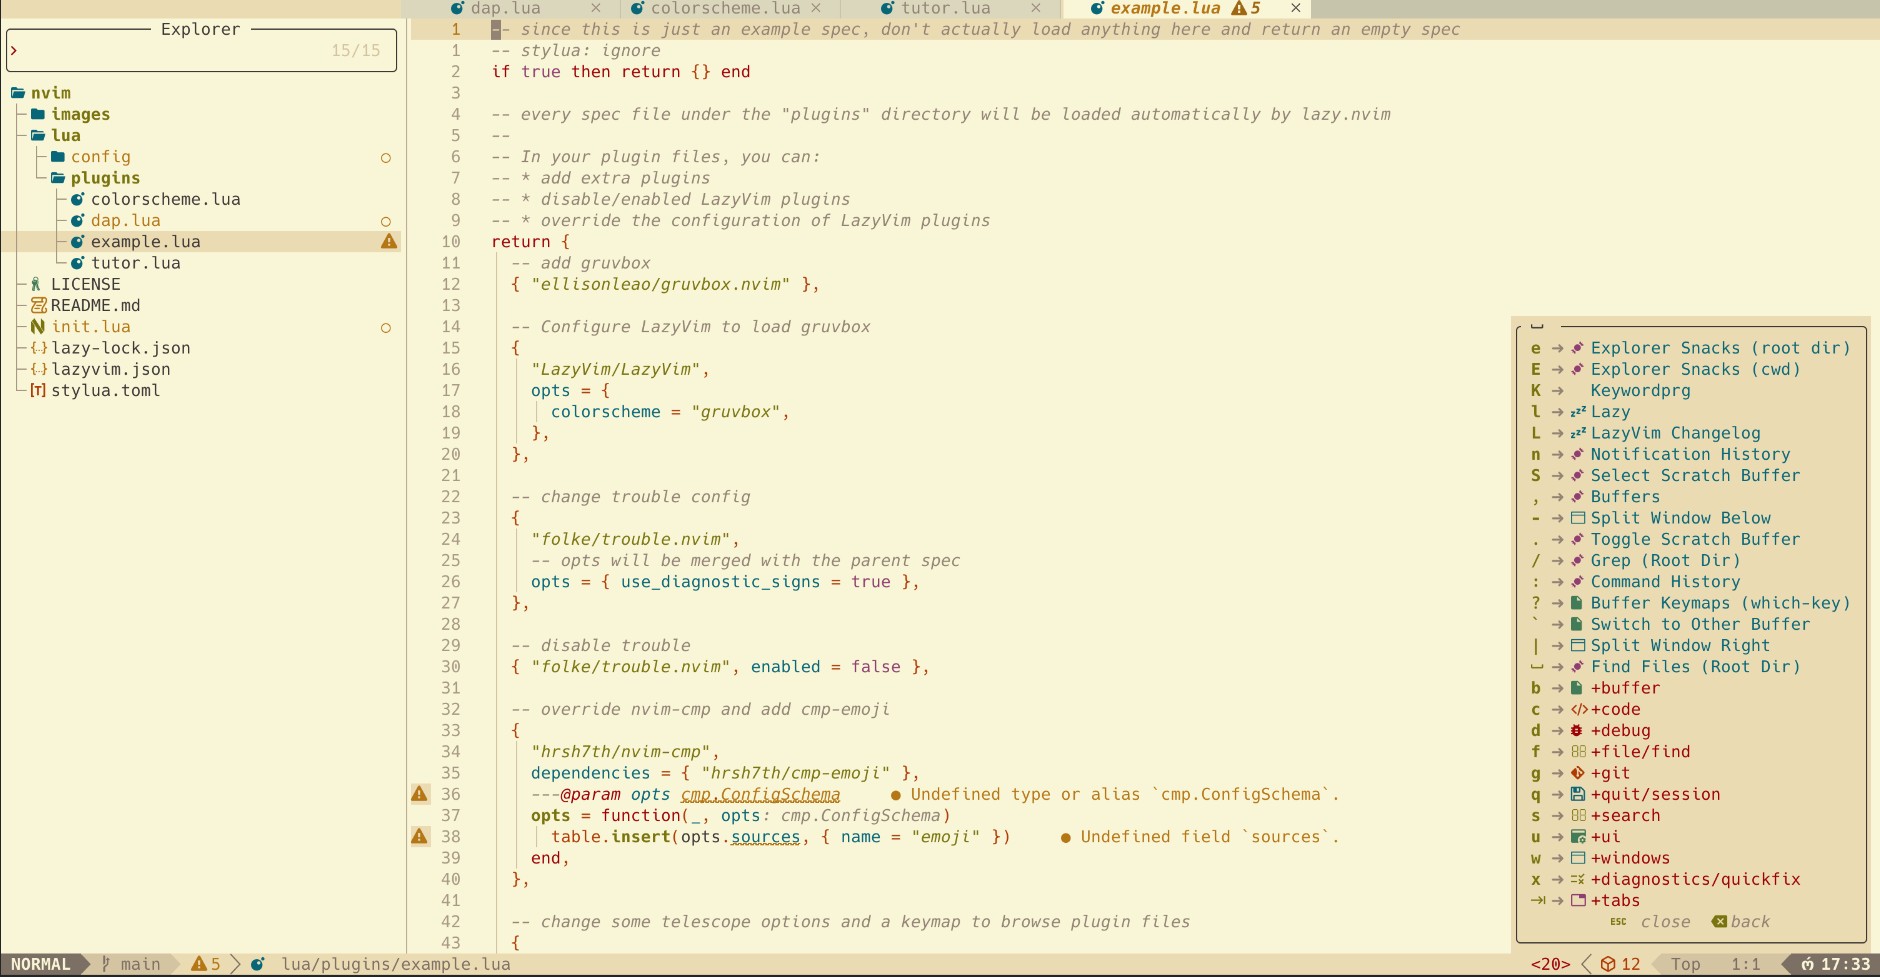 dap.lua × colorscheme.lua × tutor.lua × example.lua 5 ×
Explorer
> 15/15
nvim
images
lua
config
plugins
colorscheme.lua
dap.lua
example.lua
tutor.lua
LICENSE
README.md
init.lua
lazy-lock.json
lazyvim.json
stylua.toml
1 -- since this is just an example spec, don't actually load anything here and return an empty spec
1 -- stylua: ignore
2 if true then return {} end
3
4 -- every spec file under the "plugins" directory will be loaded automatically by lazy.nvim
5 --
6 -- In your plugin files, you can:
7 -- * add extra plugins
8 -- * disable/enabled LazyVim plugins
9 -- * override the configuration of LazyVim plugins
10 return {
11 -- add gruvbox
12 { "ellisonleao/gruvbox.nvim" },
13
14 -- Configure LazyVim to load gruvbox
15 {
16 "LazyVim/LazyVim",
17 opts = {
18 colorscheme = "gruvbox",
19 },
20 },
21
22 -- change trouble config
23 {
24 "folke/trouble.nvim",
25 -- opts will be merged with the parent spec
26 opts = { use_diagnostic_signs = true },
27 },
28
29 -- disable trouble
30 { "folke/trouble.nvim", enabled = false },
31
32 -- override nvim-cmp and add cmp-emoji
33 {
34 "hrsh7th/nvim-cmp",
35 dependencies = { "hrsh7th/cmp-emoji" },
36 ---@param opts cmp.ConfigSchema ● Undefined type or alias `cmp.ConfigSchema`.
37 opts = function(_, opts: cmp.ConfigSchema)
38 table.insert(opts.sources, { name = "emoji" }) ● Undefined field `sources`.
39 end,
40 },
41
42 -- change some telescope options and a keymap to browse plugin files
43 {
e → Explorer Snacks (root dir)
E → Explorer Snacks (cwd)
K → Keywordprg
l → zzz Lazy
L → zzz LazyVim Changelog
n → Notification History
S → Select Scratch Buffer
, → Buffers
- → Split Window Below
. → Toggle Scratch Buffer
/ → Grep (Root Dir)
: → Command History
? → Buffer Keymaps (which-key)
` → Switch to Other Buffer
| → Split Window Right
␣ → Find Files (Root Dir)
b → +buffer
c → </> +code
d → +debug
f → +file/find
g → +git
q → +quit/session
s → +search
u → +ui
w → +windows
x → +diagnostics/quickfix
⇥ → +tabs
ESC close back
NORMAL main 5 lua/plugins/example.lua <20> 12 Top 1:1 17:33